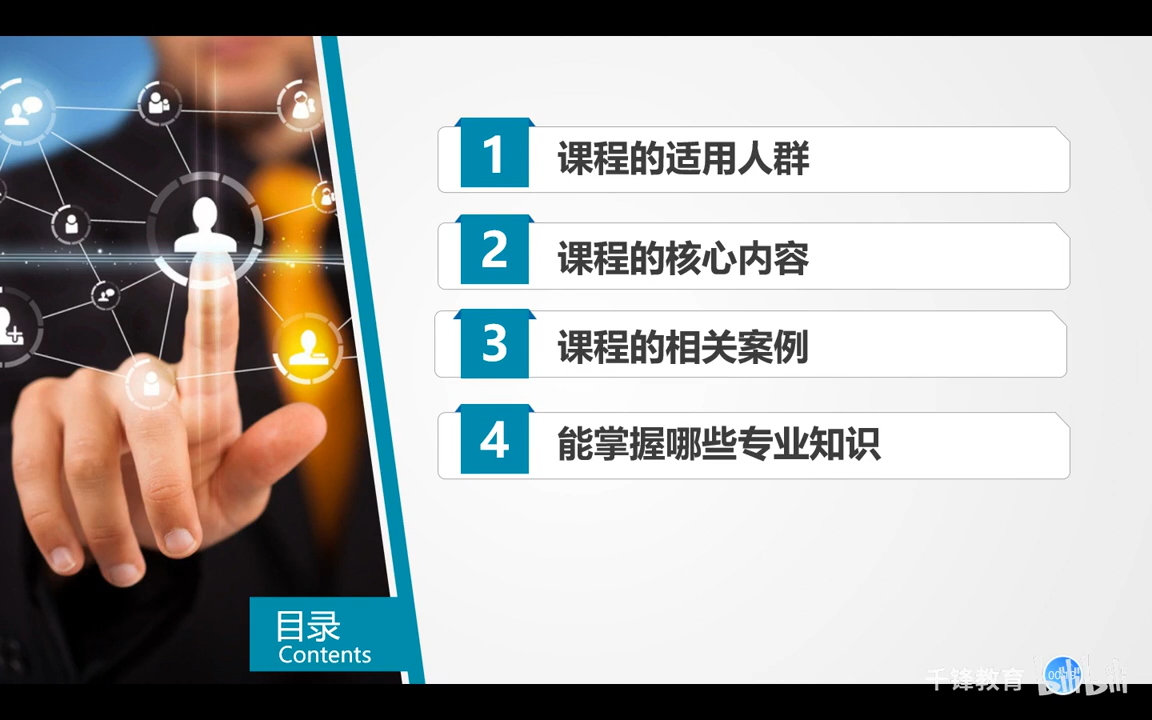 1 课程的适用人群
2 课程的核心内容
3 课程的相关案例
4 能掌握哪些专业知识
目录
Contents
千锋教育 bilibili